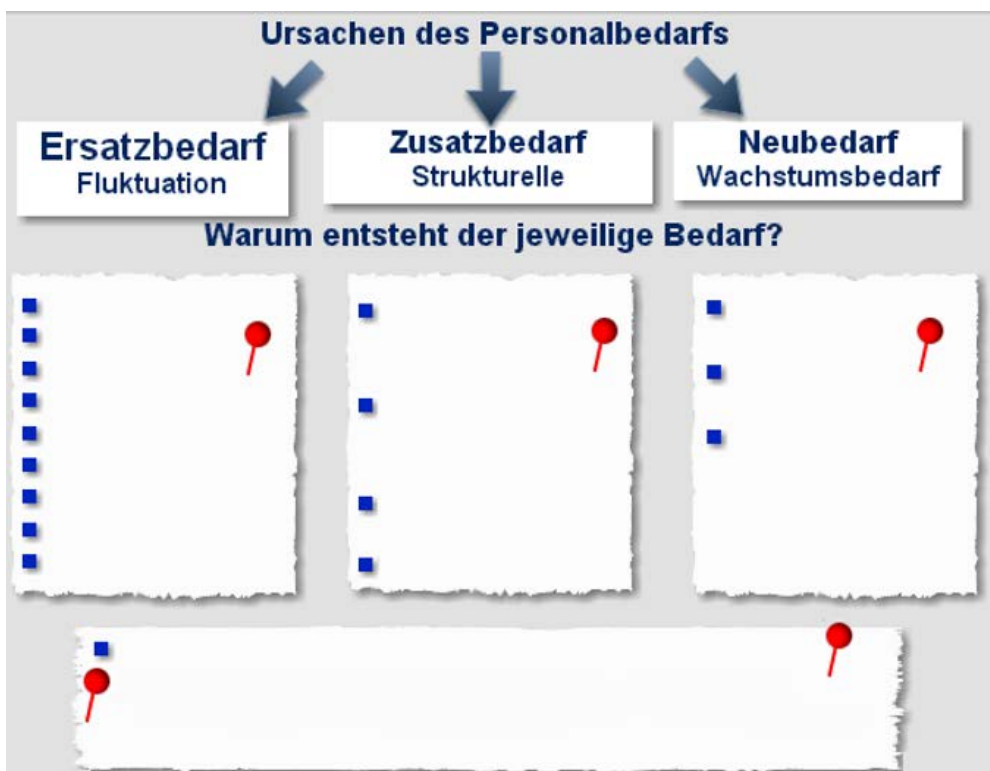 Ursachen des Personalbedarfs
Ersatzbedarf
Fluktuation
Zusatzbedarf
Strukturelle
Neubedarf
Wachstumsbedarf
Warum entsteht der jeweilige Bedarf?